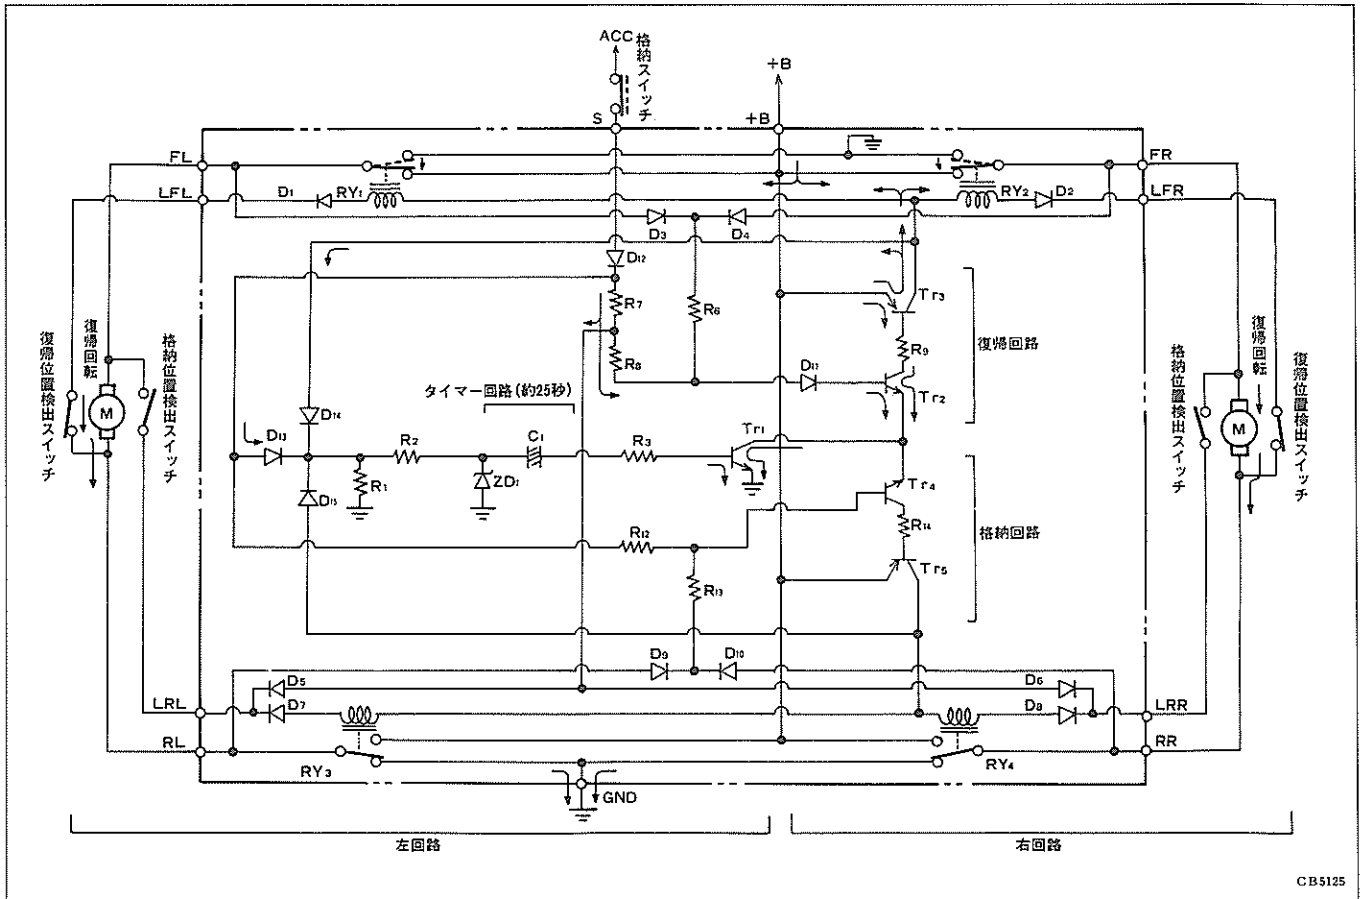 ACC
格納スイッチ
+B
S
+B
FL
FR
LFL
D1
RY1
RY2
D2
LFR
D3
D4
D12
R7
R6
Tr3
復帰回路
R9
R8
D11
Tr2
復帰位置検出スイッチ
復帰回転
格納位置検出スイッチ
M
格納位置検出スイッチ
復帰回転
復帰位置検出スイッチ
M
タイマー回路(約25秒)
D14
D13
R2
C1
R3
Tr1
R1
ZD1
D15
Tr4
R14
格納回路
R12
Tr5
R13
D9
D10
D5
D6
LRL
D7
D8
LRR
RL
RR
RY3
RY4
GND
左回路
右回路
CB5125